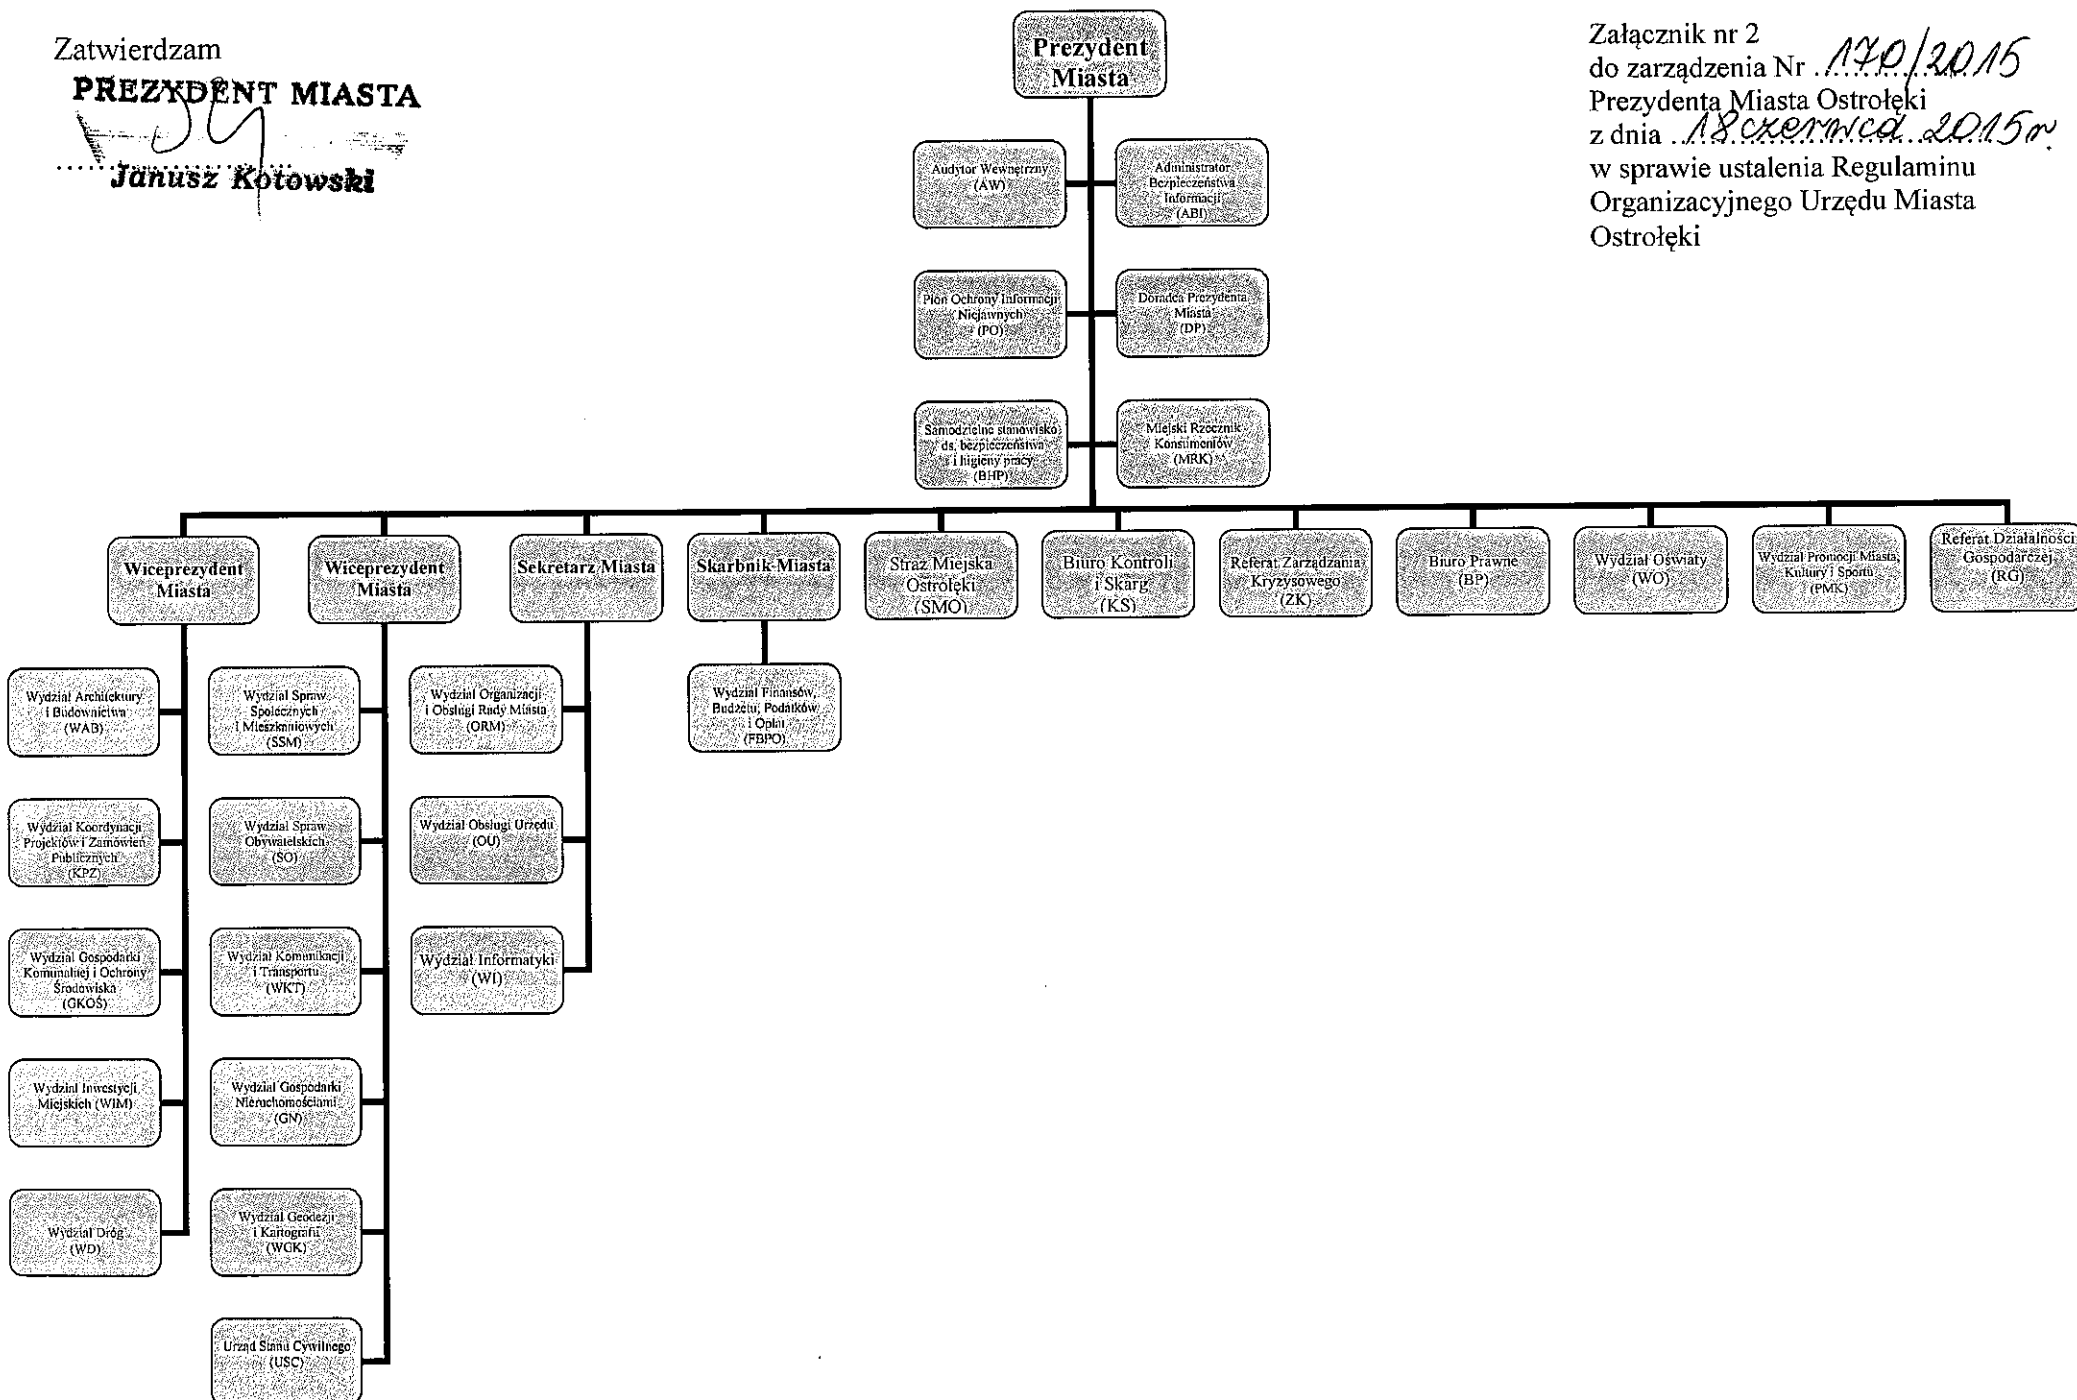 Zatwierdzam
PREZYDENT MIASTA
Janusz Kotowski
Prezydent
Miasta
Załącznik nr 2
do zarządzenia Nr 170/2015
Prezydenta Miasta Ostrołęki
z dnia 18 czerwca 2015 r.
w sprawie ustalenia Regulaminu
Organizacyjnego Urzędu Miasta
Ostrołęki
Audytor Wewnętrzny
(AW)
Administrator
Bezpieczeństwa
Informacji
(ABI)
Pion Ochrony Informacji
Niejawnych
(PO)
Doradca Prezydenta
Miasta
(DP)
Samodzielne stanowisko
ds. bezpieczeństwa
i higieny pracy
(BHP)
Miejski Rzecznik
Konsumentów
(MRK)
Wiceprezydent
Miasta
Wiceprezydent
Miasta
Sekretarz Miasta
Skarbnik Miasta
Straż Miejska
Ostrołęki
(SMO)
Biuro Kontroli
i Skarg
(KS)
Referat Zarządzania
Kryzysowego
(ZK)
Biuro Prawne
(BP)
Wydział Oświaty
(WO)
Wydział Promocji Miasta,
Kultury i Sportu
(PMK)
Referat Działalności
Gospodarczej
(RG)
Wydział Architektury
i Budownictwa
(WAB)
Wydział Koordynacji
Projektów i Zamówień
Publicznych
(KPZ)
Wydział Gospodarki
Komunalnej i Ochrony
Środowiska
(GKOŚ)
Wydział Inwestycji
Miejskich (WIM)
Wydział Dróg
(WD)
Wydział Spraw
Społecznych
i Mieszkaniowych
(SSM)
Wydział Spraw
Obywatelskich
(SO)
Wydział Komunikacji
i Transportu
(WKT)
Wydział Gospodarki
Nieruchomościami
(GN)
Wydział Geodezji
i Kartografii
(WGK)
Urząd Stanu Cywilnego
(USC)
Wydział Organizacji
i Obsługi Rady Miasta
(ORM)
Wydział Obsługi Urzędu
(OU)
Wydział Informatyki
(WI)
Wydział Finansów,
Budżetu, Podatków
i Opłat
(FBPO)